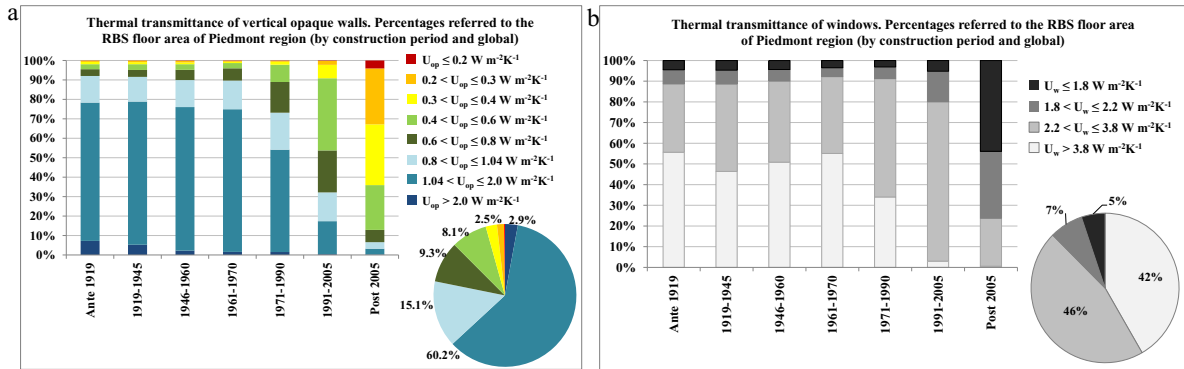 a
Thermal transmittance of vertical opaque walls. Percentages referred to the
RBS floor area of Piedmont region (by construction period and global)
100%
90%
80%
70%
60%
50%
40%
30%
20%
10%
0%
Ante 1919
1919-1945
1946-1960
1961-1970
1971-1990
1991-2005
Post 2005
U_op ≤ 0.2 W m⁻²K⁻¹
0.2 < U_op ≤ 0.3 W m⁻²K⁻¹
0.3 < U_op ≤ 0.4 W m⁻²K⁻¹
0.4 < U_op ≤ 0.6 W m⁻²K⁻¹
0.6 < U_op ≤ 0.8 W m⁻²K⁻¹
0.8 < U_op ≤ 1.04 W m⁻²K⁻¹
1.04 < U_op ≤ 2.0 W m⁻²K⁻¹
U_op > 2.0 W m⁻²K⁻¹
2.5%
2.9%
8.1%
9.3%
15.1%
60.2%
b
Thermal transmittance of windows. Percentages referred to the RBS floor area
of Piedmont region (by construction period and global)
100%
90%
80%
70%
60%
50%
40%
30%
20%
10%
0%
Ante 1919
1919-1945
1946-1960
1961-1970
1971-1990
1991-2005
Post 2005
U_w ≤ 1.8 W m⁻²K⁻¹
1.8 < U_w ≤ 2.2 W m⁻²K⁻¹
2.2 < U_w ≤ 3.8 W m⁻²K⁻¹
U_w > 3.8 W m⁻²K⁻¹
7%
5%
42%
46%